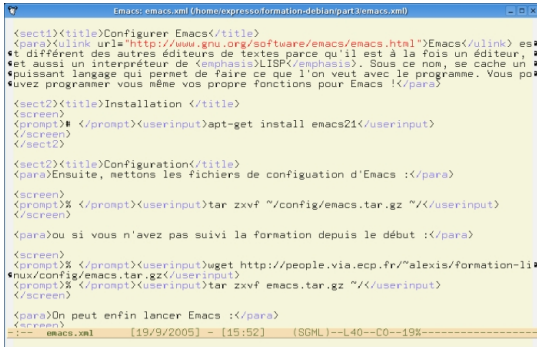 Emacs: emacs.xml (/home/expresso/formation-debian/part3/emacs.xml)
<sect1><title>Configurer Emacs</title>
<para><ulink url="http://www.gnu.org/software/emacs/emacs.html">Emacs</ulink> es
t différent des autres éditeurs de textes parce qu'il est à la fois un éditeur,
et aussi un interpréteur de <emphasis>LISP</emphasis>. Sous ce nom, se cache un
puissant langage qui permet de faire ce que l'on veut avec le programme. Vous po
uvez programmer vous même vos propre fonctions pour Emacs !</para>
<sect2><title>Installation </title>
<screen>
<prompt># </prompt><userinput>apt-get install emacs21</userinput>
</screen>
</sect2>
<sect2><title>Configuration</title>
<para>Ensuite, mettons les fichiers de configuation d'Emacs :</para>
<screen>
<prompt>% </prompt><userinput>tar zxvf ~/config/emacs.tar.gz ~/</userinput>
</screen>
<para>ou si vous n'avez pas suivi la formation depuis le début :</para>
<screen>
<prompt>% </prompt><userinput>wget http://people.via.ecp.fr/~alexis/formation-li
nux/config/emacs.tar.gz</userinput>
<prompt>% </prompt><userinput>tar zxvf emacs.tar.gz ~/</userinput>
</screen>
<para>On peut enfin lancer Emacs :</para>
<screen>
-:-- emacs.xml [19/9/2005] - [15:52] (SGML)--L40--C0--19%----------------